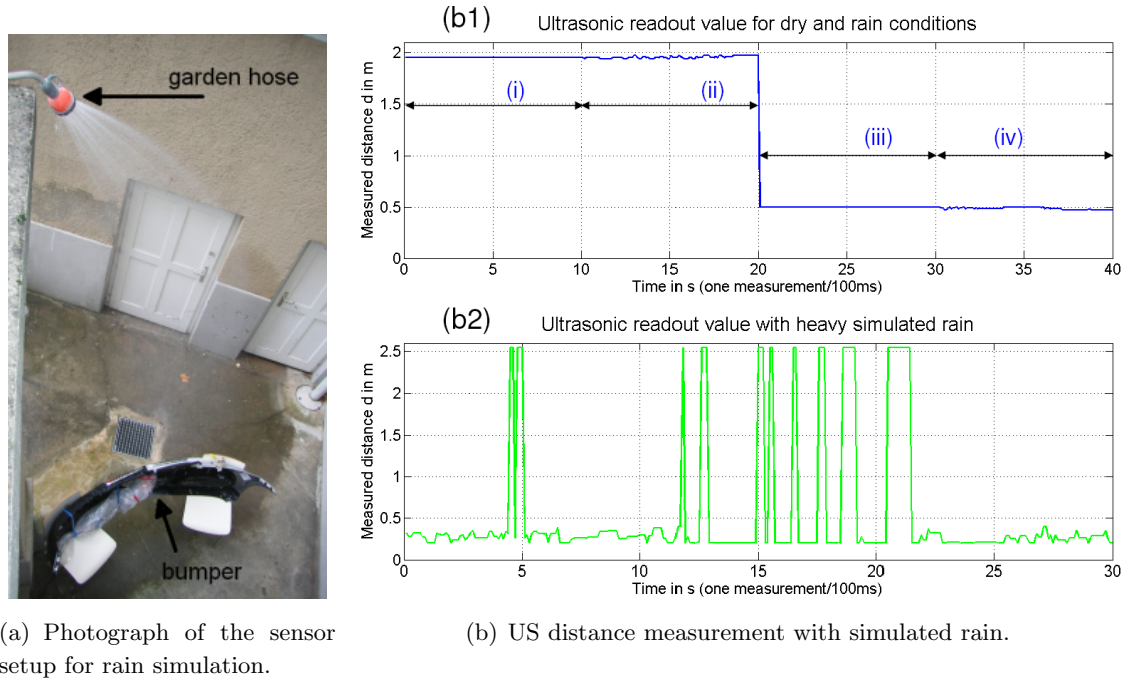 garden hose
bumper
(b1)
Ultrasonic readout value for dry and rain conditions
Measured distance d in m
2
1.5
1
0.5
0
(i)
(ii)
(iii)
(iv)
0 5 10 15 20 25 30 35 40
Time in s (one measurement/100ms)
(b2)
Ultrasonic readout value with heavy simulated rain
Measured distance d in m
2.5
2
1.5
1
0.5
0
0 5 10 15 20 25 30
Time in s (one measurement/100ms)
(a) Photograph of the sensor
setup for rain simulation.
(b) US distance measurement with simulated rain.